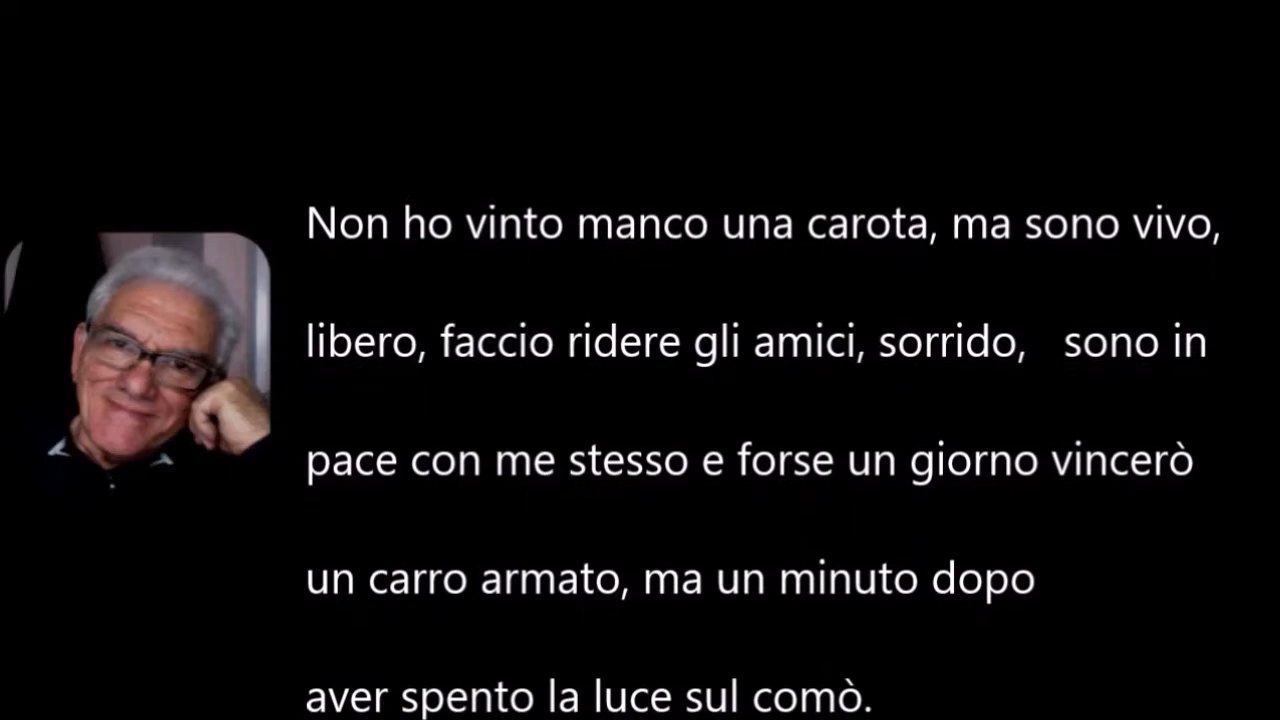 Non ho vinto manco una carota, ma sono vivo,
libero, faccio ridere gli amici, sorrido,   sono in
pace con me stesso e forse un giorno vincerò
un carro armato, ma un minuto dopo
aver spento la luce sul comò.